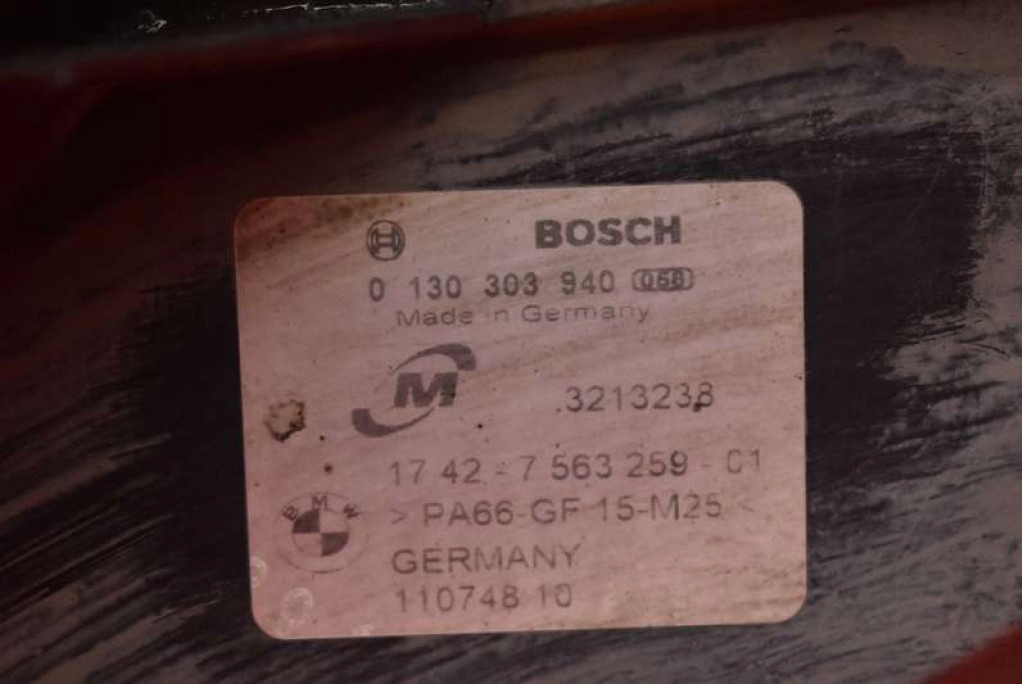 BOSCH
0 130 303 940 068
Made in Germany
M
3213238
17 42 - 7 563 259 - 01
BMW
> PA66-GF 15-M25 <
GERMANY
110748 10